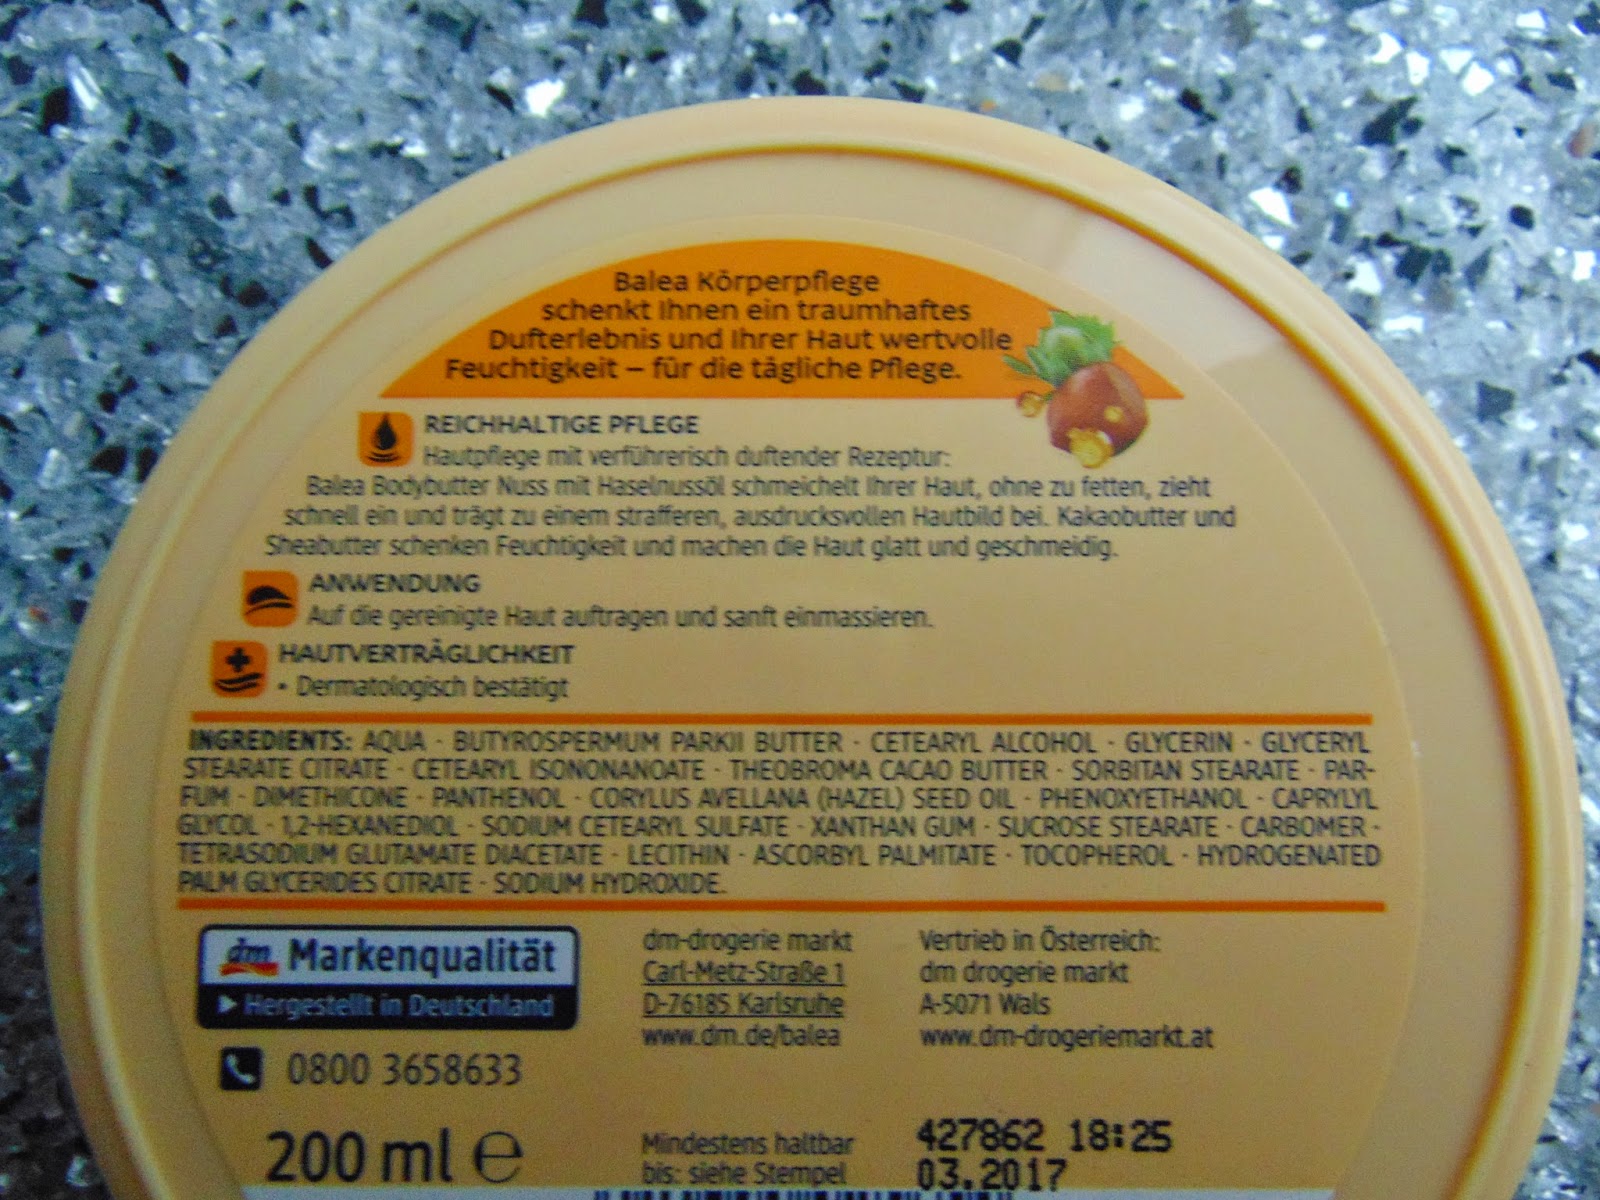 Balea Körperpflege
schenkt Ihnen ein traumhaftes
Dufterlebnis und Ihrer Haut wertvolle
Feuchtigkeit – für die tägliche Pflege.
REICHHALTIGE PFLEGE
Hautpflege mit verführerisch duftender Rezeptur:
Balea Bodybutter Nuss mit Haselnussöl schmeichelt Ihrer Haut, ohne zu fetten, zieht
schnell ein und trägt zu einem strafferen, ausdrucksvollen Hautbild bei. Kakaobutter und
Sheabutter schenken Feuchtigkeit und machen die Haut glatt und geschmeidig.
ANWENDUNG
Auf die gereinigte Haut auftragen und sanft einmassieren.
HAUTVERTRÄGLICHKEIT
• Dermatologisch bestätigt
INGREDIENTS: AQUA · BUTYROSPERMUM PARKII BUTTER · CETEARYL ALCOHOL · GLYCERIN · GLYCERYL
STEARATE CITRATE · CETEARYL ISONONANOATE · THEOBROMA CACAO BUTTER · SORBITAN STEARATE · PAR-
FUM · DIMETHICONE · PANTHENOL · CORYLUS AVELLANA (HAZEL) SEED OIL · PHENOXYETHANOL · CAPRYLYL
GLYCOL · 1,2-HEXANEDIOL · SODIUM CETEARYL SULFATE · XANTHAN GUM · SUCROSE STEARATE · CARBOMER ·
TETRASODIUM GLUTAMATE DIACETATE · LECITHIN · ASCORBYL PALMITATE · TOCOPHEROL · HYDROGENATED
PALM GLYCERIDES CITRATE · SODIUM HYDROXIDE.
dm Markenqualität
Hergestellt in Deutschland
0800 3658633
200 ml e
dm-drogerie markt
Carl-Metz-Straße 1
D-76185 Karlsruhe
www.dm.de/balea
Vertrieb in Österreich:
dm drogerie markt
A-5071 Wals
www.dm-drogeriemarkt.at
Mindestens haltbar
bis: siehe Stempel
427862 18:25
03.2017